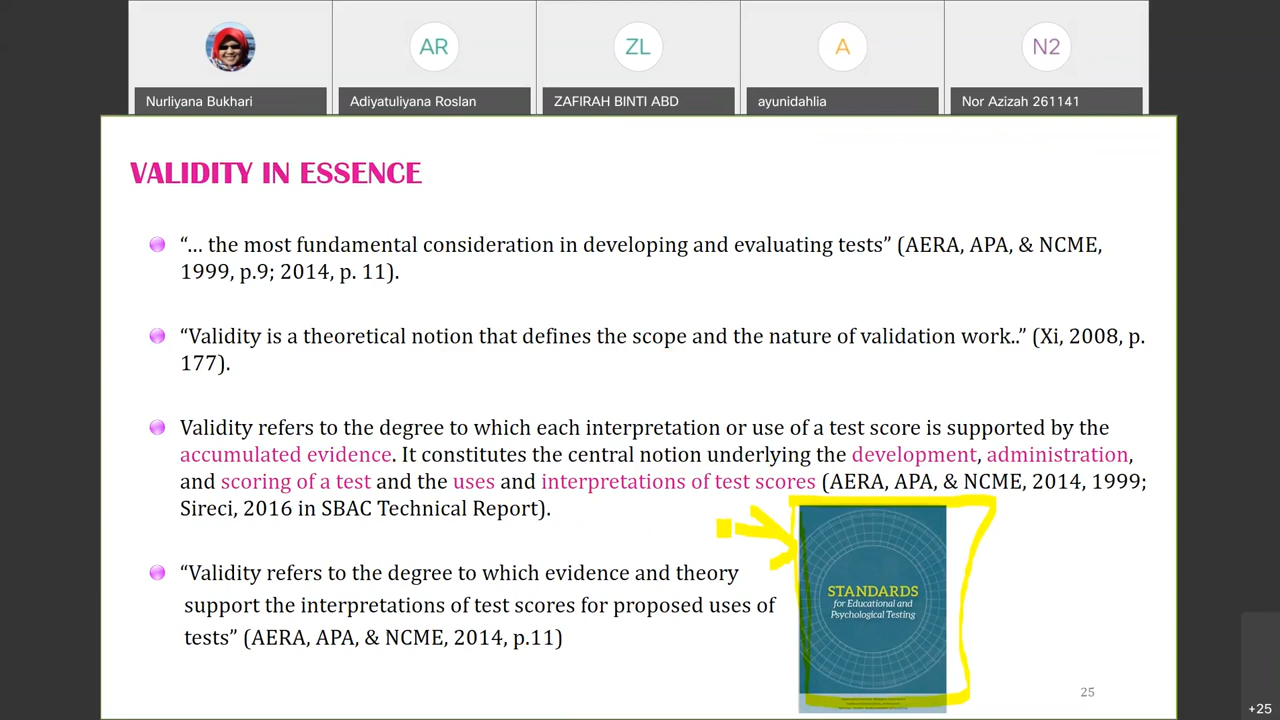 AR
ZL
A
N2
Nurliyana Bukhari
Adiyatuliyana Roslan
ZAFIRAH BINTI ABD
ayunidahlia
Nor Azizah 261141
VALIDITY IN ESSENCE
“… the most fundamental consideration in developing and evaluating tests” (AERA, APA, & NCME,
1999, p.9; 2014, p. 11).
“Validity is a theoretical notion that defines the scope and the nature of validation work..” (Xi, 2008, p.
177).
Validity refers to the degree to which each interpretation or use of a test score is supported by the
accumulated evidence. It constitutes the central notion underlying the development, administration,
and scoring of a test and the uses and interpretations of test scores (AERA, APA, & NCME, 2014, 1999;
Sireci, 2016 in SBAC Technical Report).
“Validity refers to the degree to which evidence and theory
support the interpretations of test scores for proposed uses of
tests” (AERA, APA, & NCME, 2014, p.11)
STANDARDS
for Educational and
Psychological Testing
25
+25